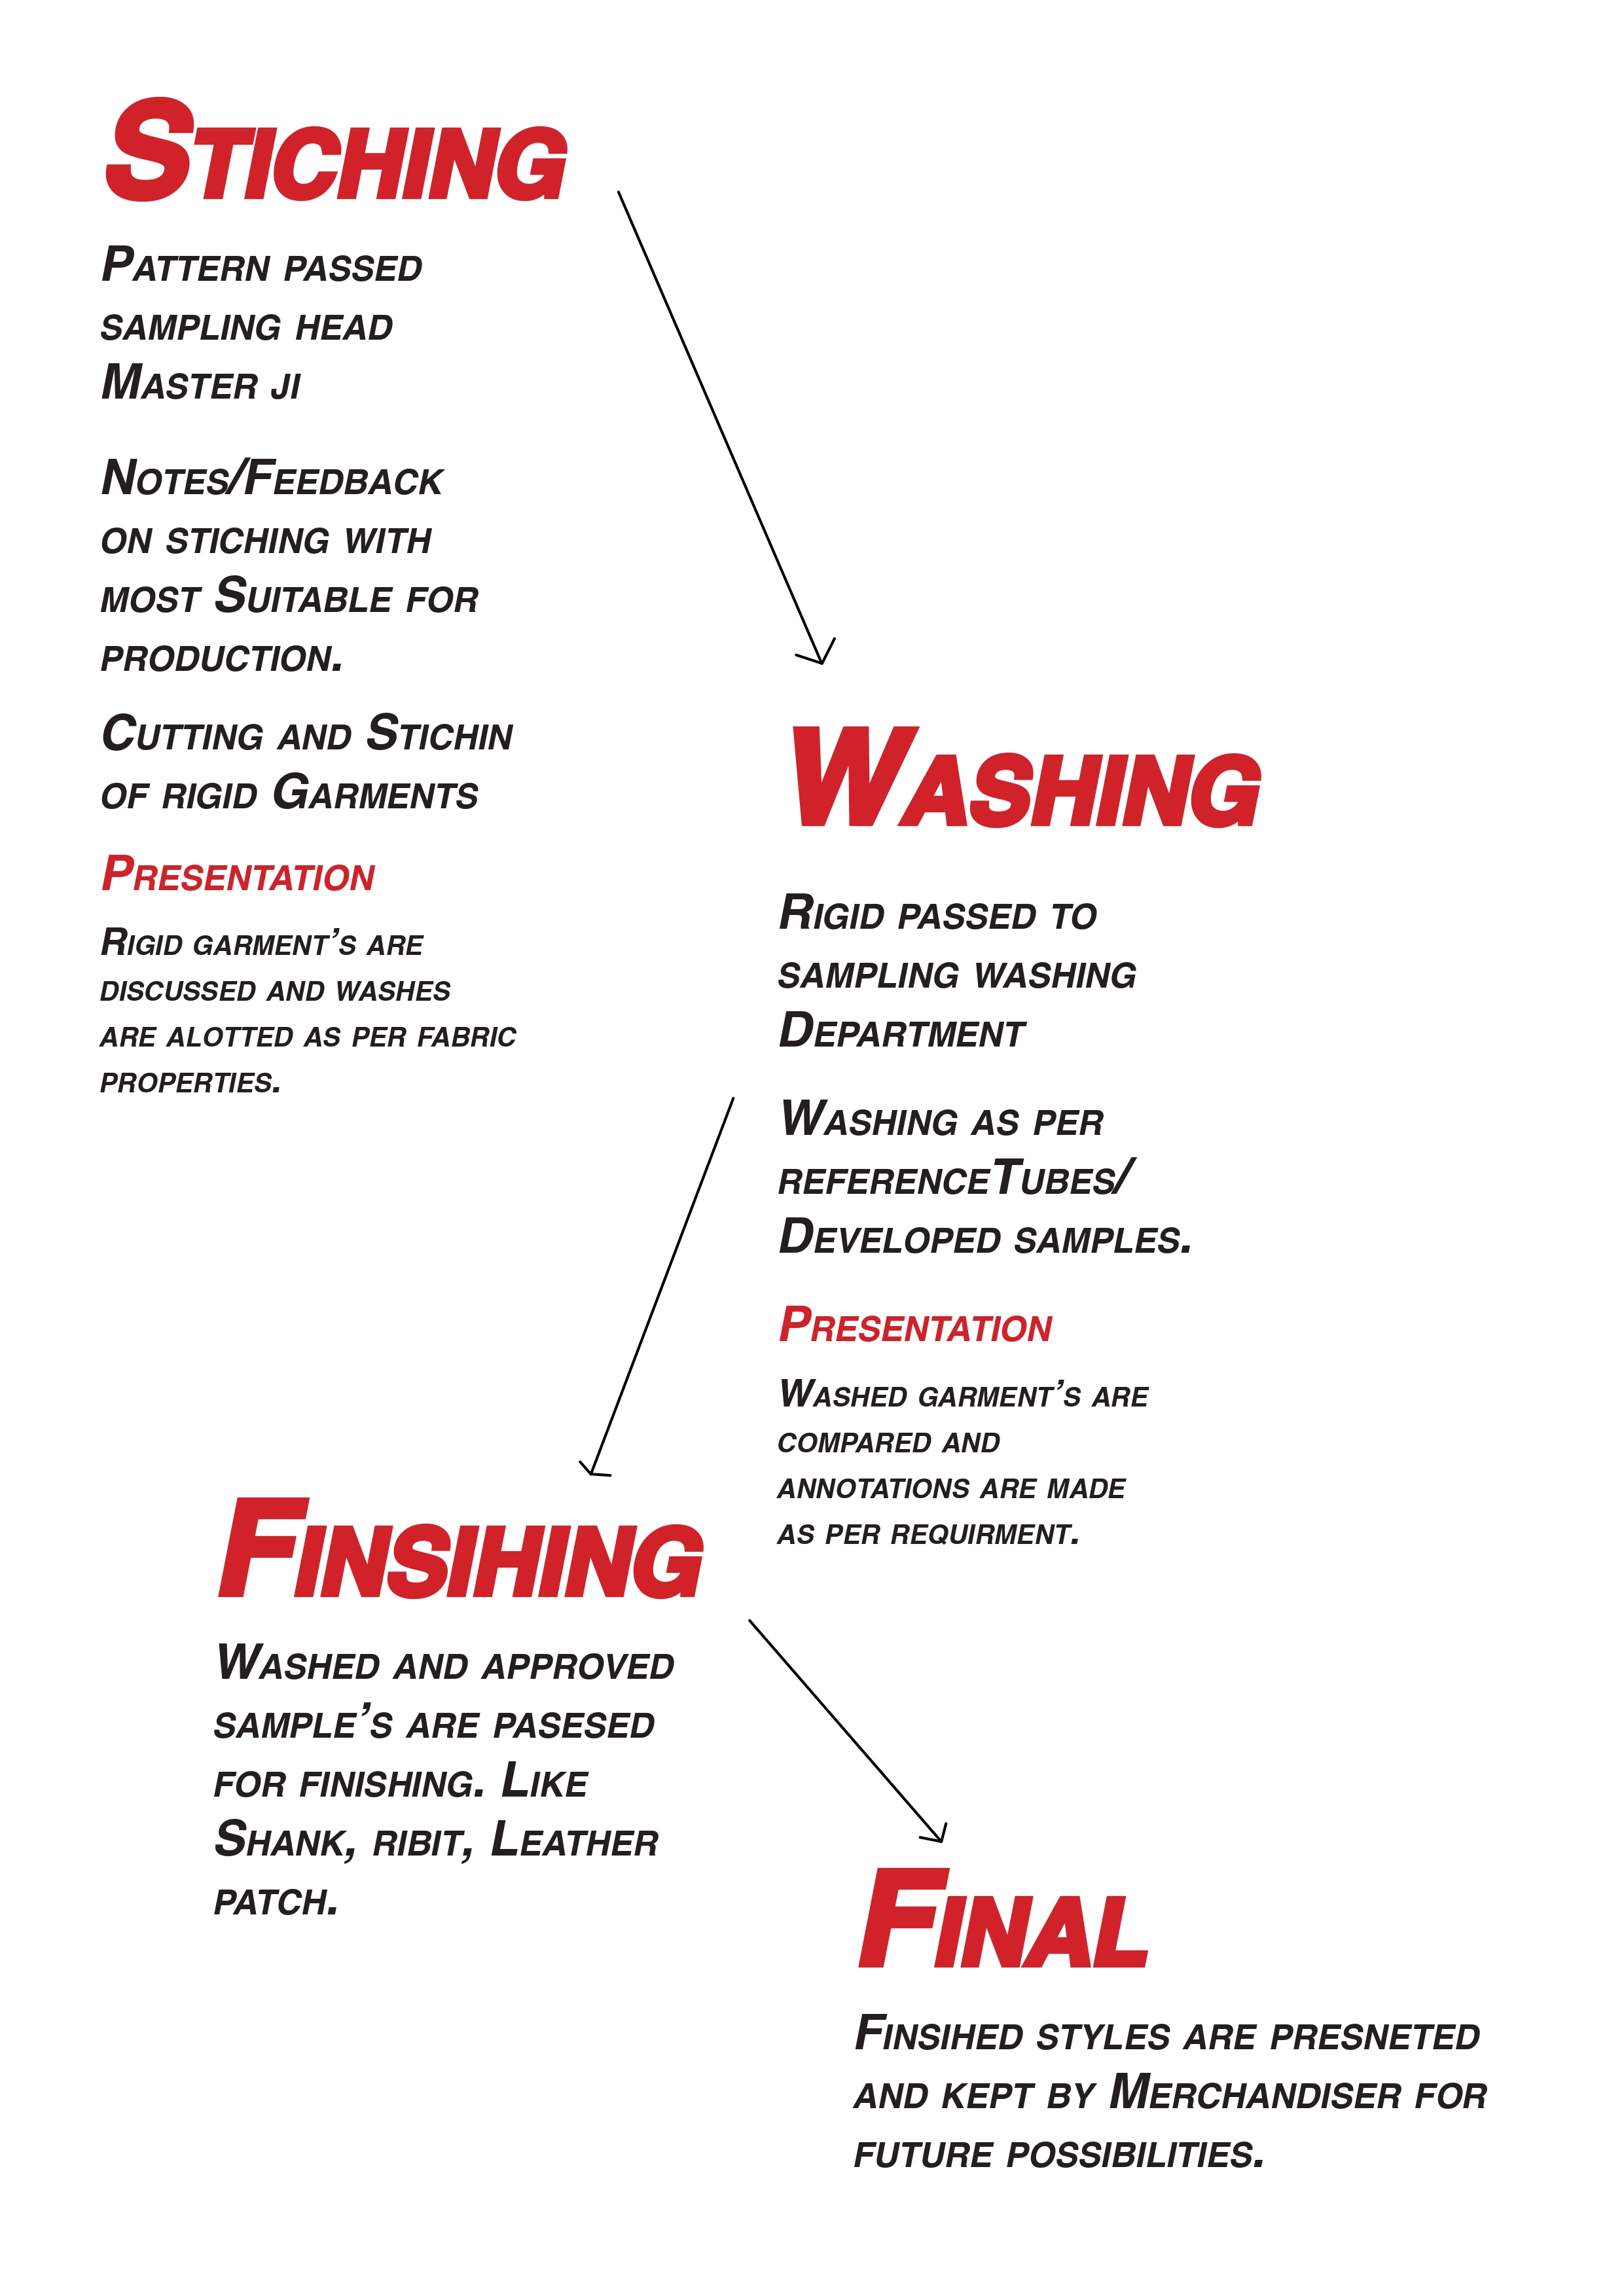 Stiching
Pattern passed
sampling head
Master ji
Notes/Feedback
on stiching with
most Suitable for
production.
Cutting and Stichin
of rigid Garments
Presentation
Rigid garment’s are
discussed and washes
are alotted as per fabric
properties.
Washing
Rigid passed to
sampling washing
Department
Washing as per
referenceTubes/
Developed samples.
Presentation
Washed garment’s are
compared and
annotations are made
as per requirment.
Finsihing
Washed and approved
sample’s are pasesed
for finishing. Like
Shank, ribit, Leather
patch.
Final
Finsihed styles are presneted
and kept by Merchandiser for
future possibilities.